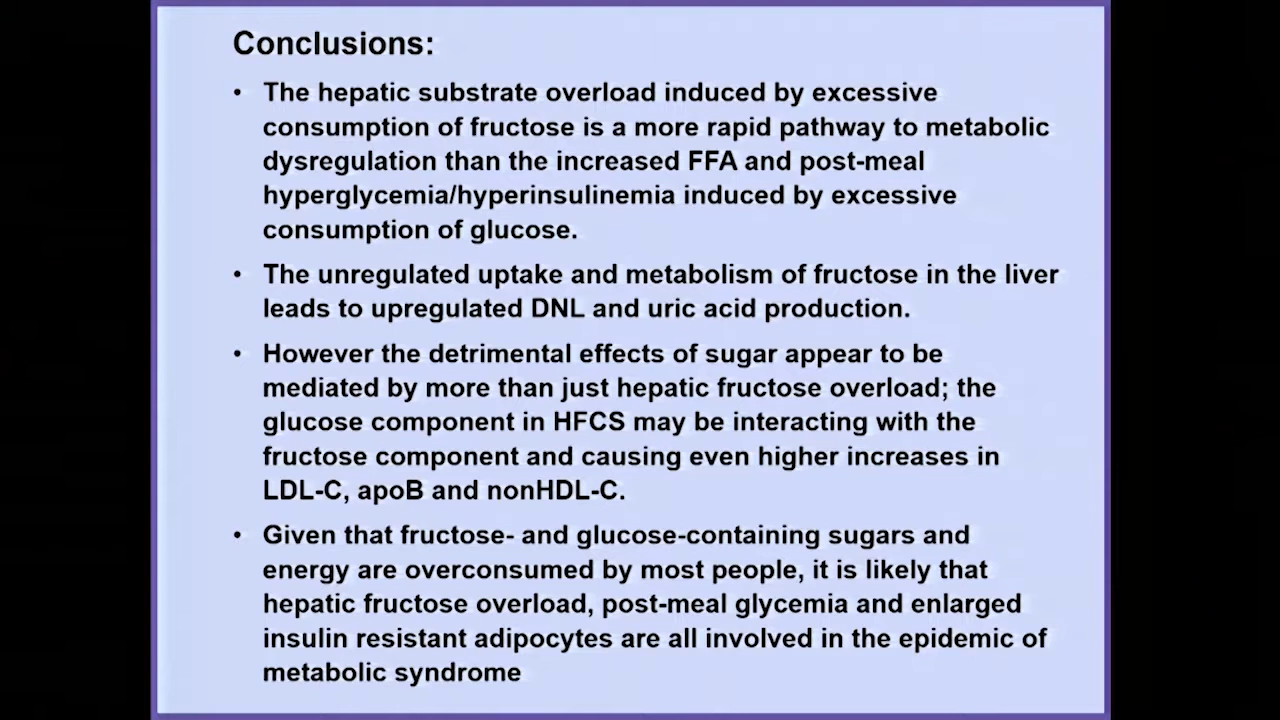 Conclusions:
• The hepatic substrate overload induced by excessive
consumption of fructose is a more rapid pathway to metabolic
dysregulation than the increased FFA and post-meal
hyperglycemia/hyperinsulinemia induced by excessive
consumption of glucose.
• The unregulated uptake and metabolism of fructose in the liver
leads to upregulated DNL and uric acid production.
• However the detrimental effects of sugar appear to be
mediated by more than just hepatic fructose overload; the
glucose component in HFCS may be interacting with the
fructose component and causing even higher increases in
LDL-C, apoB and nonHDL-C.
• Given that fructose- and glucose-containing sugars and
energy are overconsumed by most people, it is likely that
hepatic fructose overload, post-meal glycemia and enlarged
insulin resistant adipocytes are all involved in the epidemic of
metabolic syndrome